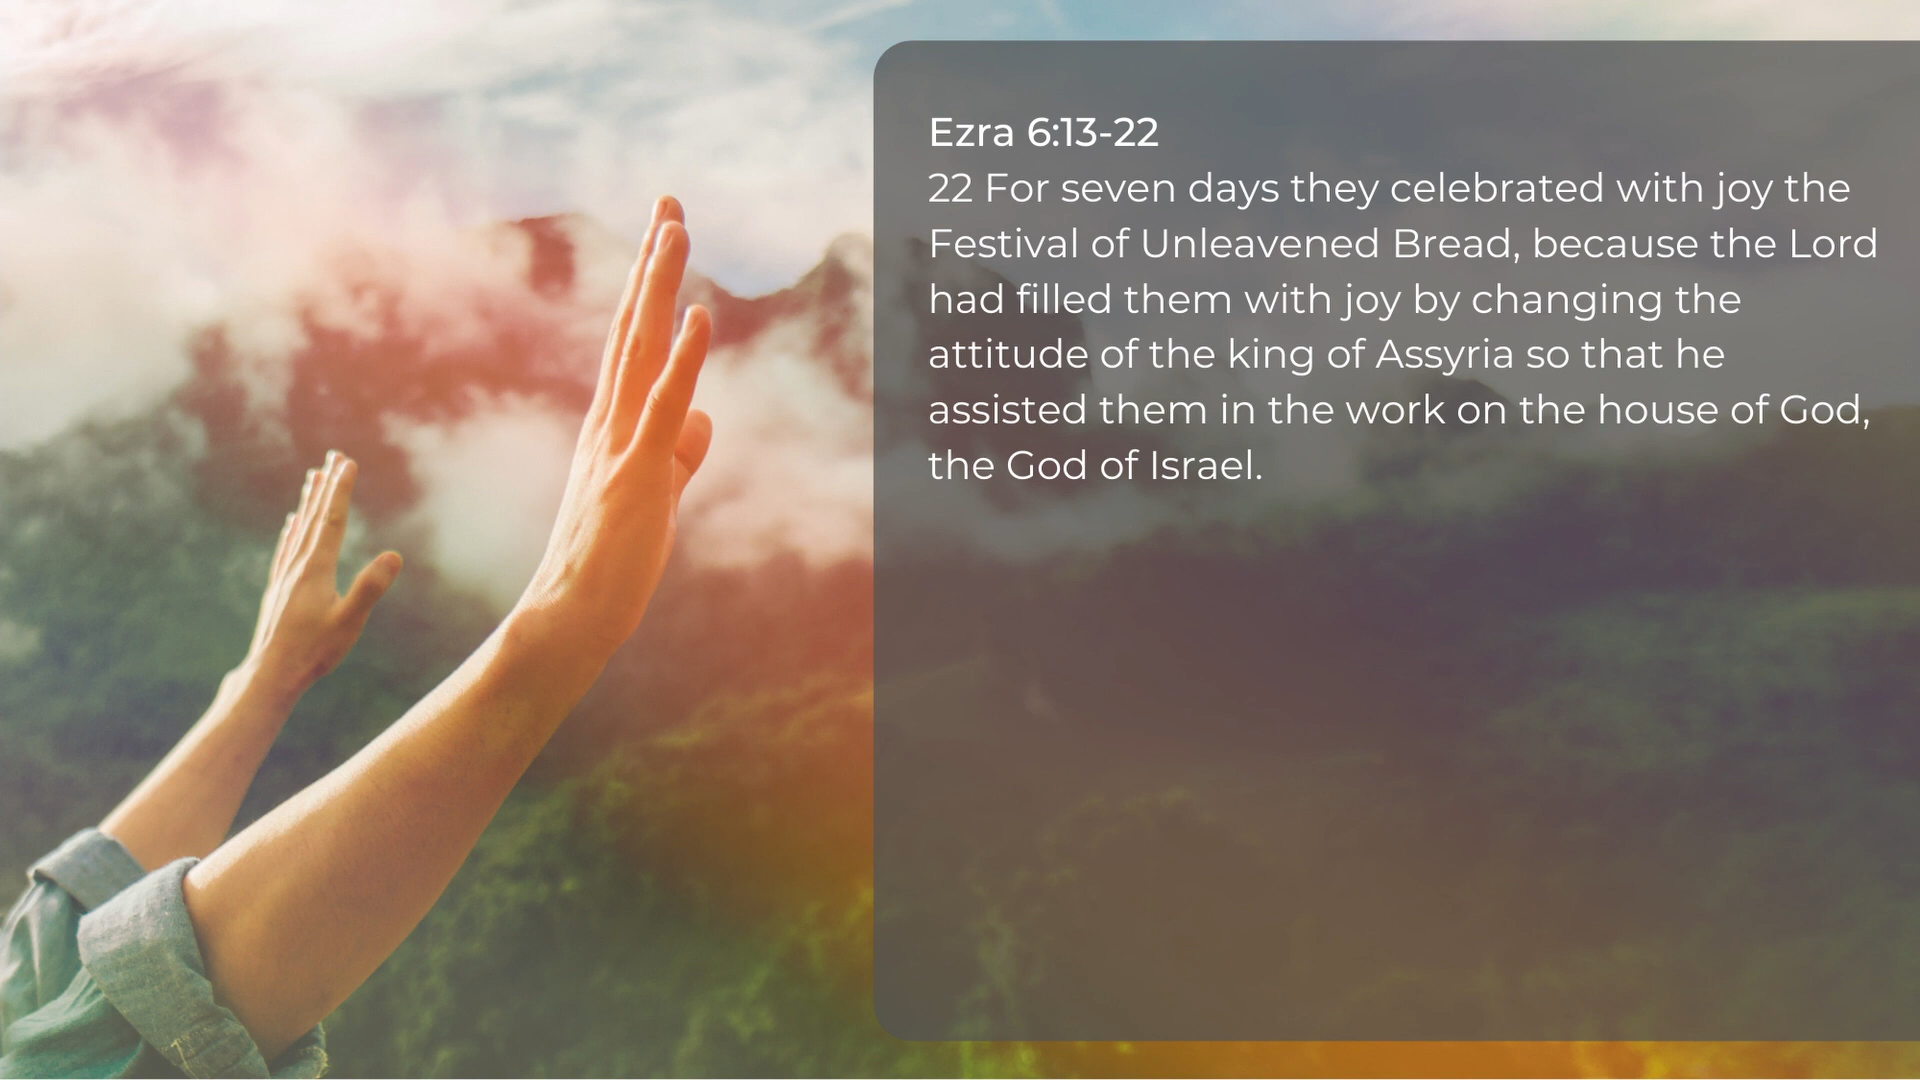 Ezra 6:13-22
22 For seven days they celebrated with joy the
Festival of Unleavened Bread, because the Lord
had filled them with joy by changing the
attitude of the king of Assyria so that he
assisted them in the work on the house of God,
the God of Israel.